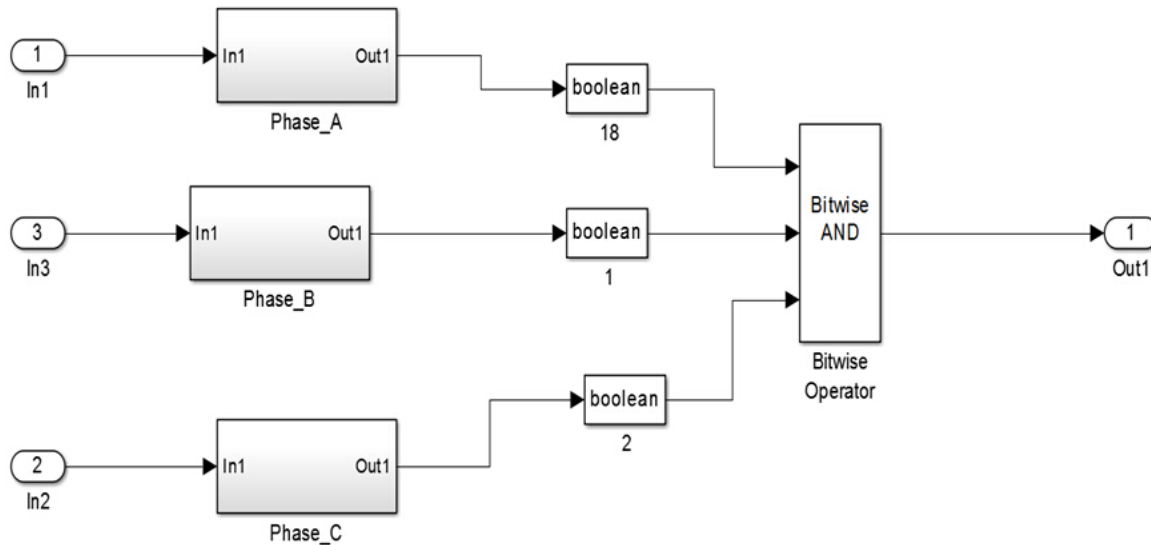 1
In1
In1 Out1
Phase_A
boolean
18
3
In3
In1 Out1
Phase_B
boolean
1
Bitwise
AND
Bitwise
Operator
1
Out1
2
In2
In1 Out1
Phase_C
boolean
2